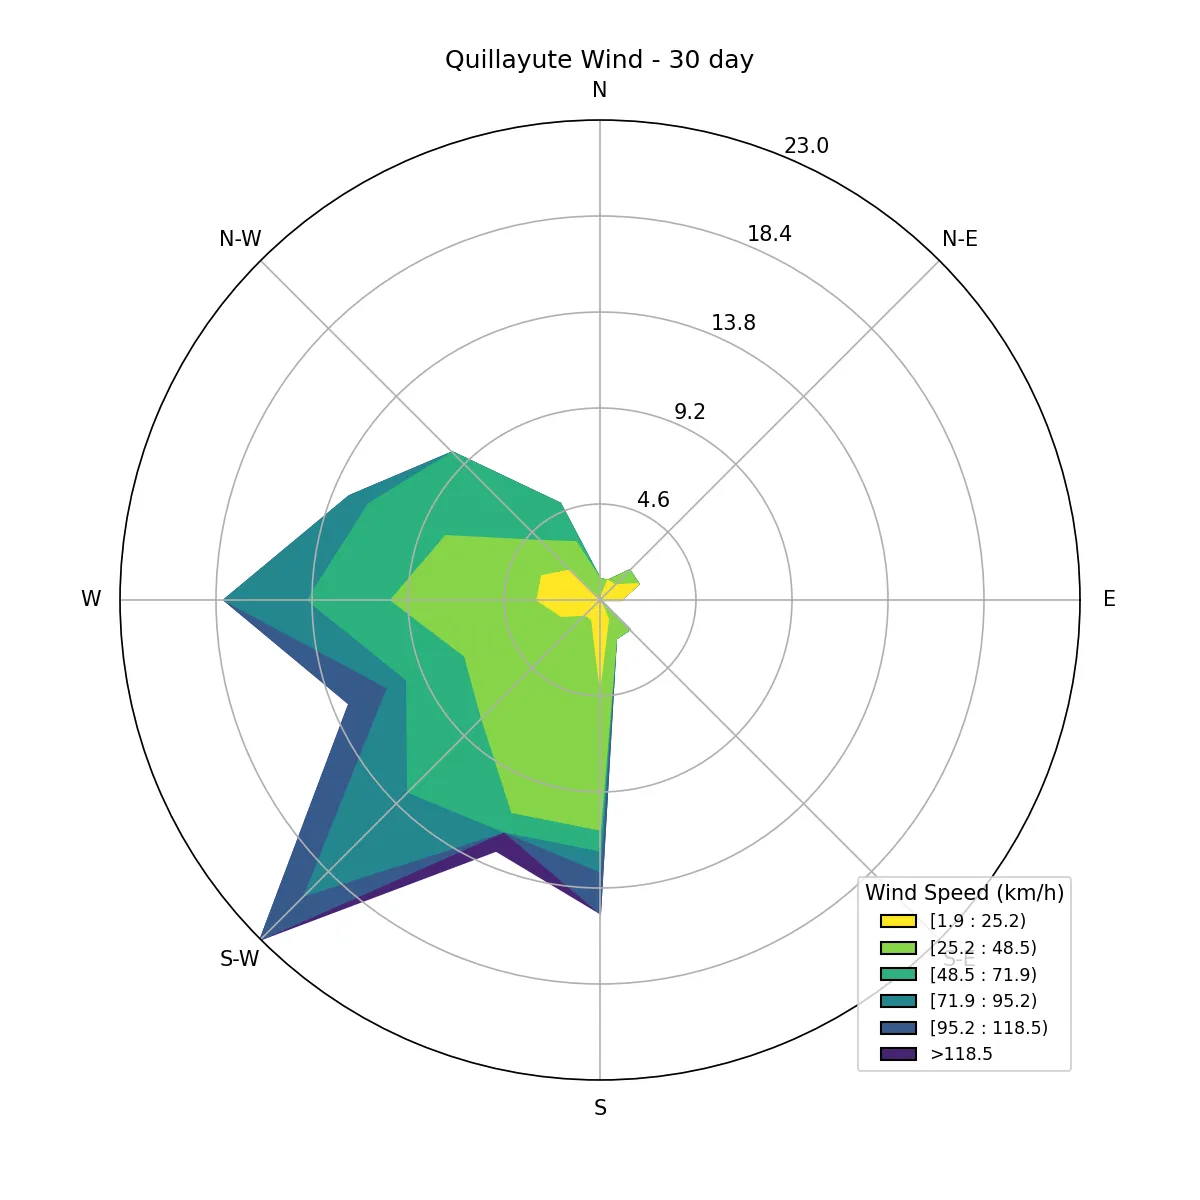 Quillayute Wind - 30 day
N
23.0
18.4
N-W
N-E
13.8
9.2
4.6
W
E
Wind Speed (km/h)
[1.9 : 25.2)
[25.2 : 48.5)
S-W
S-E
[48.5 : 71.9)
[71.9 : 95.2)
[95.2 : 118.5)
>118.5
S